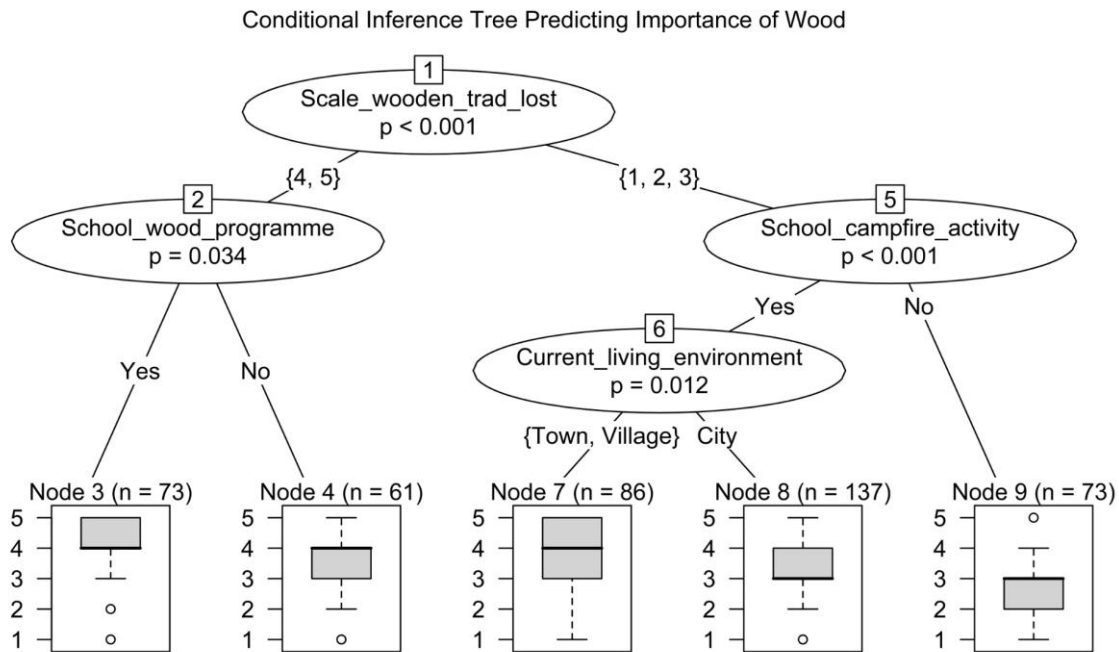 Conditional Inference Tree Predicting Importance of Wood
1
Scale_wooden_trad_lost
p < 0.001
{4, 5}
{1, 2, 3}
2
School_wood_programme
p = 0.034
5
School_campfire_activity
p < 0.001
Yes
No
6
Current_living_environment
p = 0.012
Yes
No
{Town, Village}
City
Node 3 (n = 73)
5
4
3
2
1
Node 4 (n = 61)
5
4
3
2
1
Node 7 (n = 86)
5
4
3
2
1
Node 8 (n = 137)
5
4
3
2
1
Node 9 (n = 73)
5
4
3
2
1